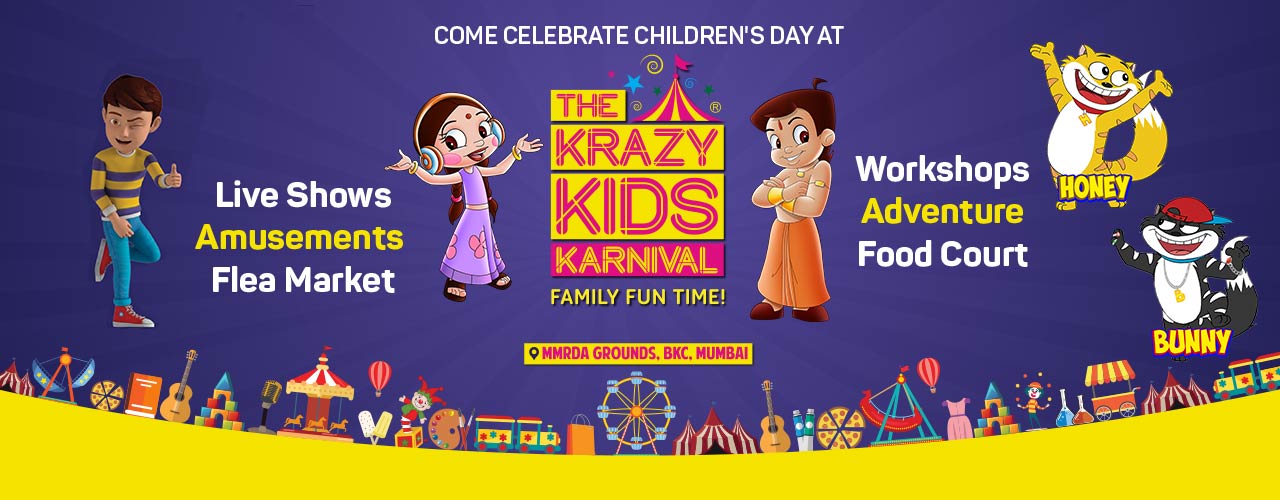 COME CELEBRATE CHILDREN'S DAY AT
THE
®
KRAZY
KIDS
KARNIVAL
FAMILY FUN TIME!
Live Shows
Amusements
Flea Market
Workshops
Adventure
Food Court
H
HONEY
B
BUNNY
MMRDA GROUNDS, BKC, MUMBAI